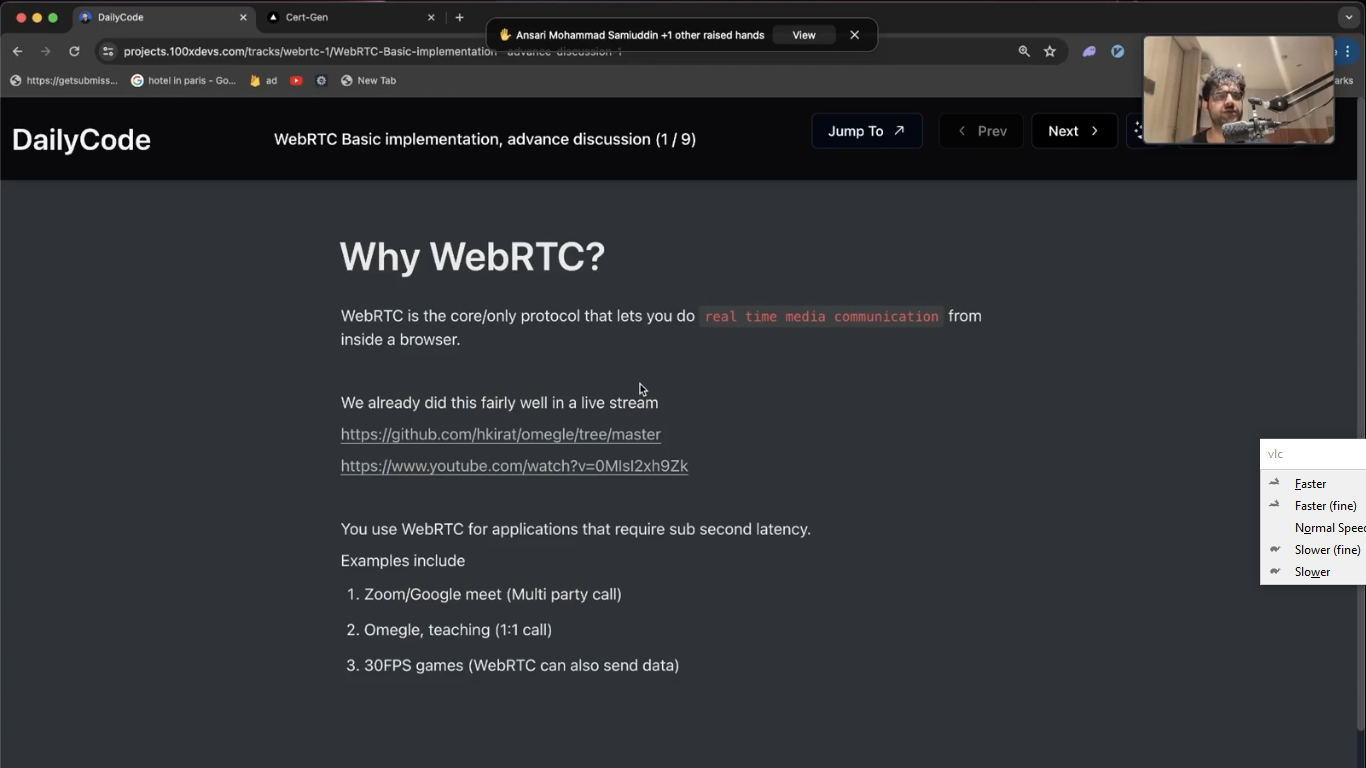 DailyCode
Cert-Gen
Ansari Mohammad Samiuddin +1 other raised hands
View
projects.100xdevs.com/tracks/webrtc-1/WebRTC-Basic-Implementation--advance-discussion-1
https://getsubmiss...
hotel in paris - Go...
ad
New Tab
arks
DailyCode
WebRTC Basic implementation, advance discussion (1 / 9)
Jump To
Prev
Next
Why WebRTC?
WebRTC is the core/only protocol that lets you do real time media communication from
inside a browser.
We already did this fairly well in a live stream
https://github.com/hkirat/omegle/tree/master
https://www.youtube.com/watch?v=0MlsI2xh9Zk
You use WebRTC for applications that require sub second latency.
Examples include
1. Zoom/Google meet (Multi party call)
2. Omegle, teaching (1:1 call)
3. 30FPS games (WebRTC can also send data)
vlc
Faster
Faster (fine)
Normal Spee
Slower (fine)
Slower